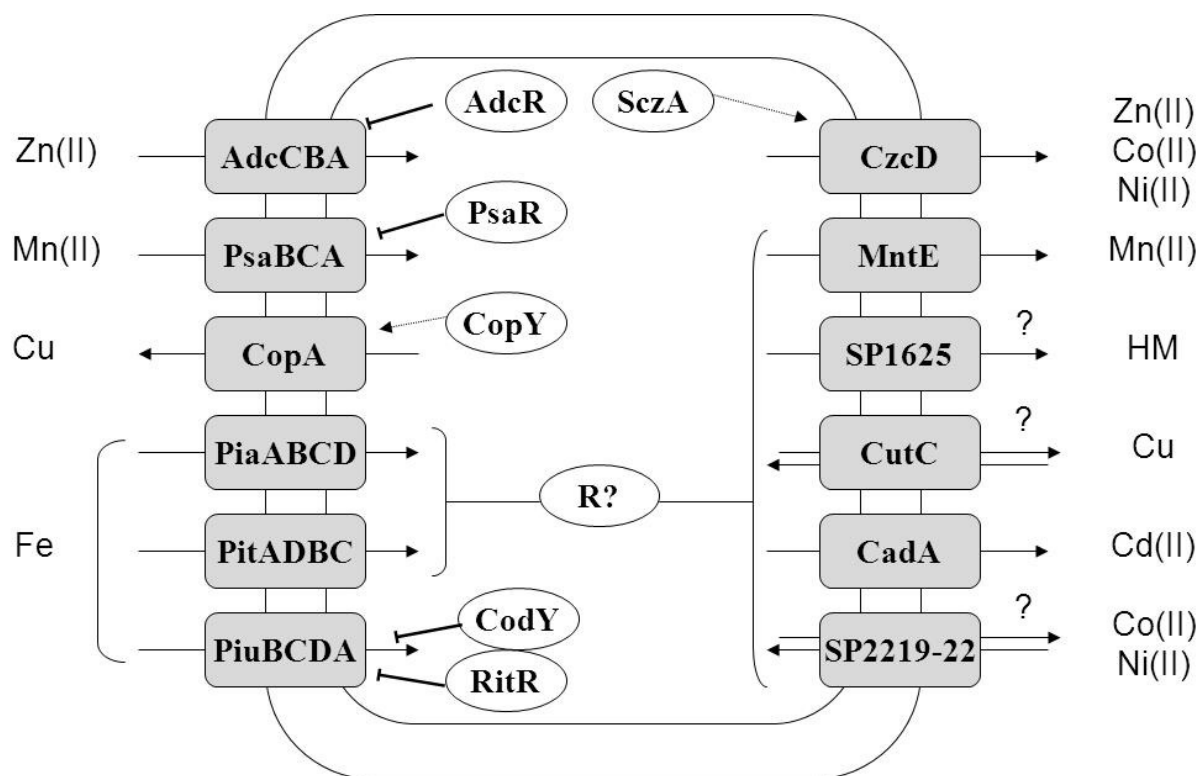 AdcR
SczA
Zn(II)
AdcCBA
CzcD
Zn(II)
Co(II)
Ni(II)
Mn(II)
PsaBCA
PsaR
MntE
Mn(II)
Cu
CopA
CopY
SP1625
?
HM
PiaABCD
CutC
?
Cu
R?
Fe
PitADBC
CadA
Cd(II)
PiuBCDA
CodY
RitR
SP2219-22
?
Co(II)
Ni(II)